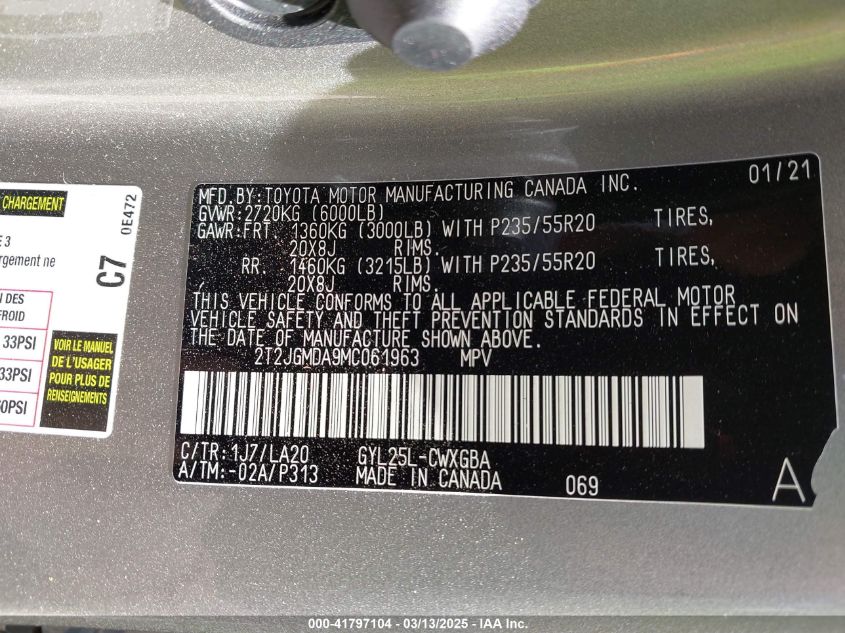 CHARGEMENT
0E472
E 3
rgement ne
C7
N DES
FROID
33PSI
33PSI
60PSI
VOIR LE MANUEL
DE L'USAGER
POUR PLUS DE
RENSEIGNEMENTS
MFD.BY:TOYOTA MOTOR MANUFACTURING CANADA INC. 01/21
GVWR:2720KG (6000LB)
GAWR:FRT 1360KG (3000LB) WITH P235/55R20 TIRES,
20X8J RIMS.
RR. 1460KG (3215LB) WITH P235/55R20 TIRES,
, 20X8J RIMS.
THIS VEHICLE CONFORMS TO ALL APPLICABLE FEDERAL MOTOR
VEHICLE SAFETY AND THEFT PREVENTION STANDARDS IN EFFECT ON
THE DATE OF MANUFACTURE SHOWN ABOVE.
2T2JGMDA9MC061963 MPV
C/TR:1J7/LA20 GYL25L-CWXGBA
A/TM:-02A/P313 MADE IN CANADA 069 A
000-41797104 - 03/13/2025 - IAA Inc.